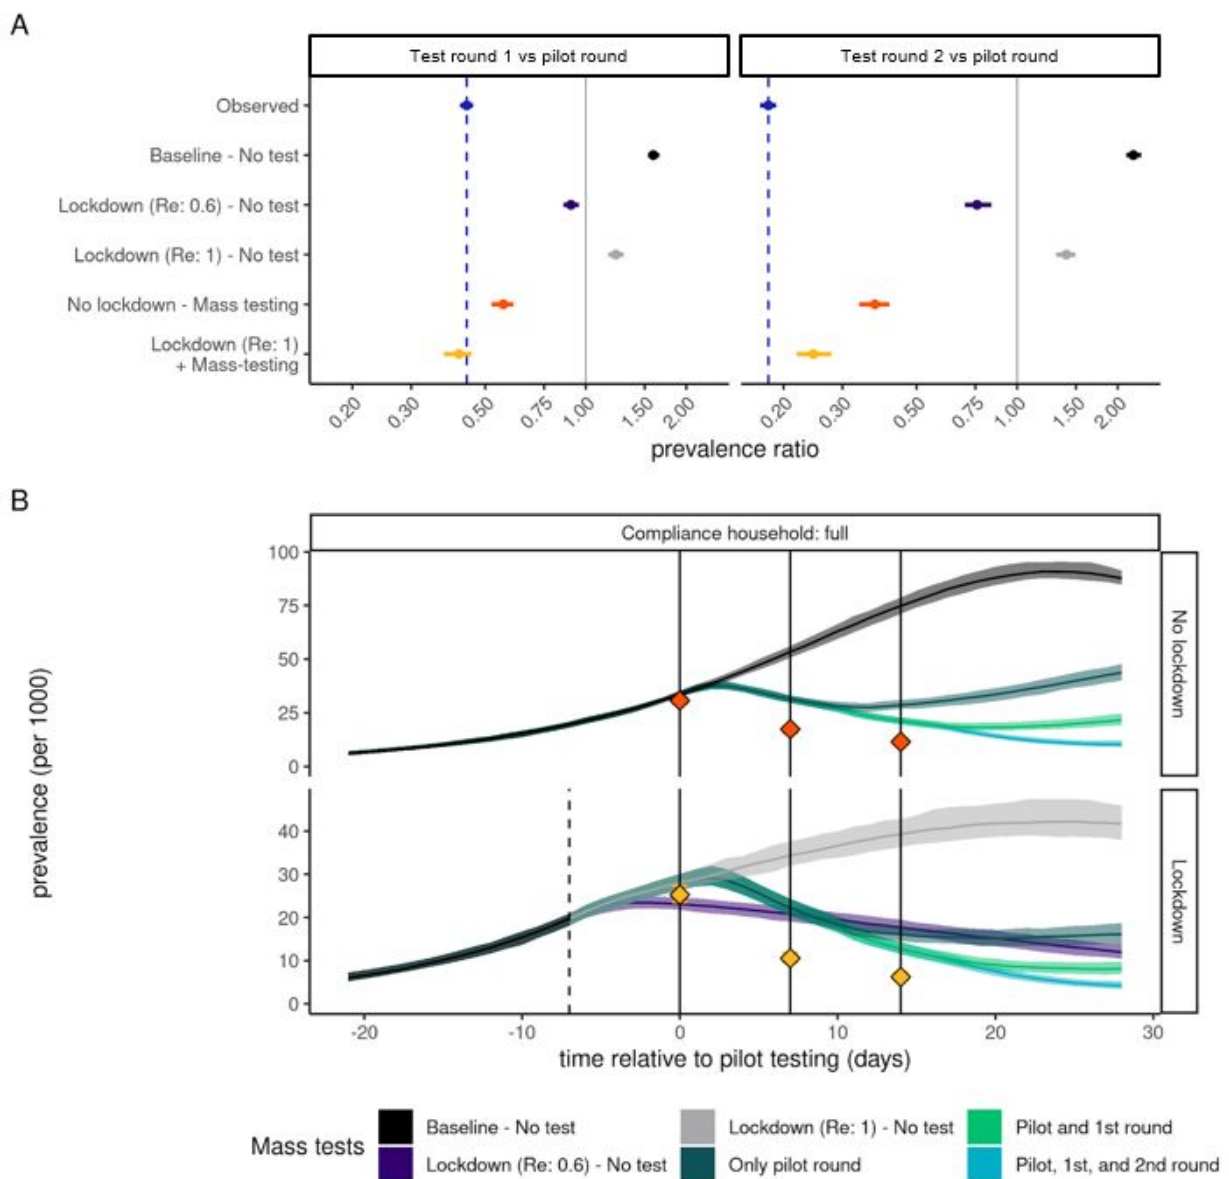 A
Test round 1 vs pilot round
Test round 2 vs pilot round
Observed
Baseline - No test
Lockdown (Re: 0.6) - No test
Lockdown (Re: 1) - No test
No lockdown - Mass testing
Lockdown (Re: 1)
+ Mass-testing
0.20 0.30 0.50 0.75 1.00 1.50 2.00
0.20 0.30 0.50 0.75 1.00 1.50 2.00
prevalence ratio
B
Compliance household: full
prevalence (per 1000)
100
75
50
25
0
No lockdown
40
30
20
10
0
Lockdown
-20 -10 0 10 20 30
time relative to pilot testing (days)
Mass tests
Baseline - No test
Lockdown (Re: 0.6) - No test
Lockdown (Re: 1) - No test
Only pilot round
Pilot and 1st round
Pilot, 1st, and 2nd round